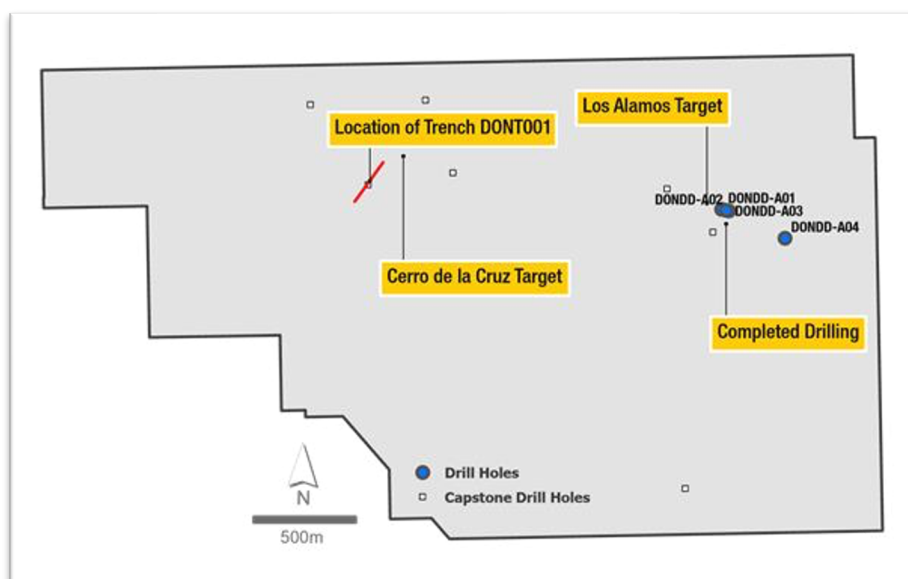 Los Alamos Target
Location of Trench DONT001
DONDD-A02 DONDD-A01
DONDD-A03
DONDD-A04
Cerro de la Cruz Target
Completed Drilling
Drill Holes
Capstone Drill Holes
N
500m